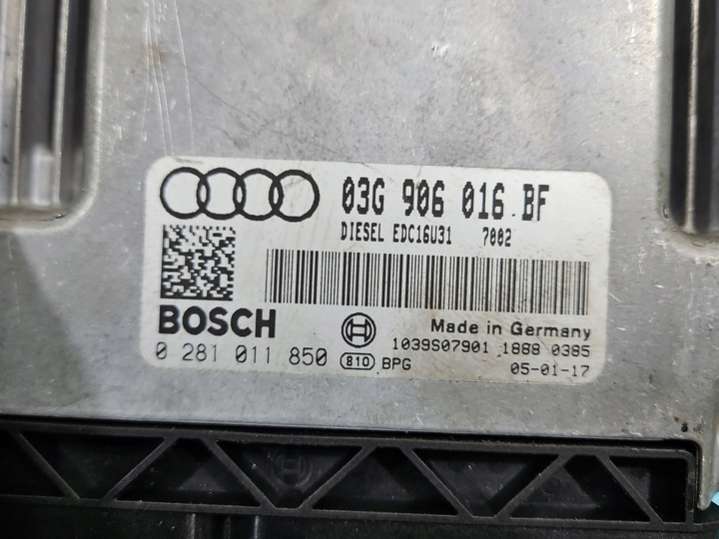 03G 906 016 BF
DIESEL EDC16U31 7002
BOSCH
Made in Germany
0 281 011 850
1039S07901 1888 0385
810 BPG
05-01-17